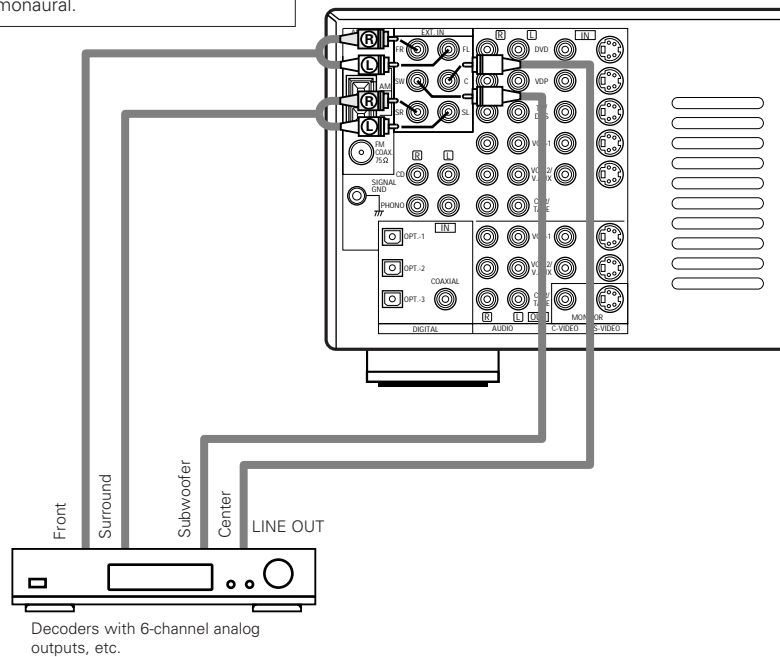 monaural.
EXT. IN
R L IN
R FR FL DVD
L
AM SW C VDP
R SR SL
L
FM
COAX.
75Ω
R L
CD
SIGNAL
GND
PHONO
IN
OPT.-1
OPT.-2
COAXIAL
OPT.-3
R L
MONITOR
DIGITAL AUDIO C-VIDEO S-VIDEO
Front
Surround
Subwoofer
Center
LINE OUT
Decoders with 6-channel analog
outputs, etc.